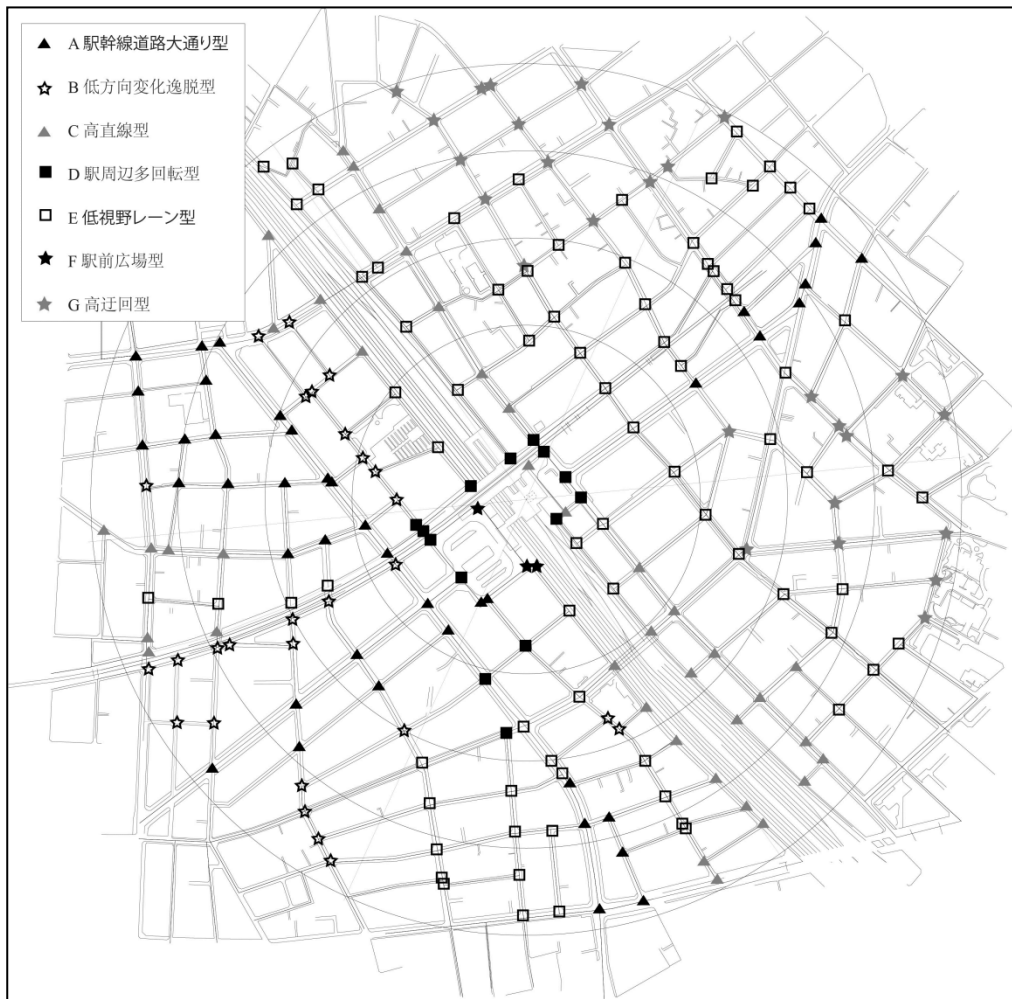 A 駅幹線道路大通り型
B 低方向変化逸脱型
C 高直線型
D 駅周辺多回転型
E 低視野レーン型
F 駅前広場型
G 高迂回型